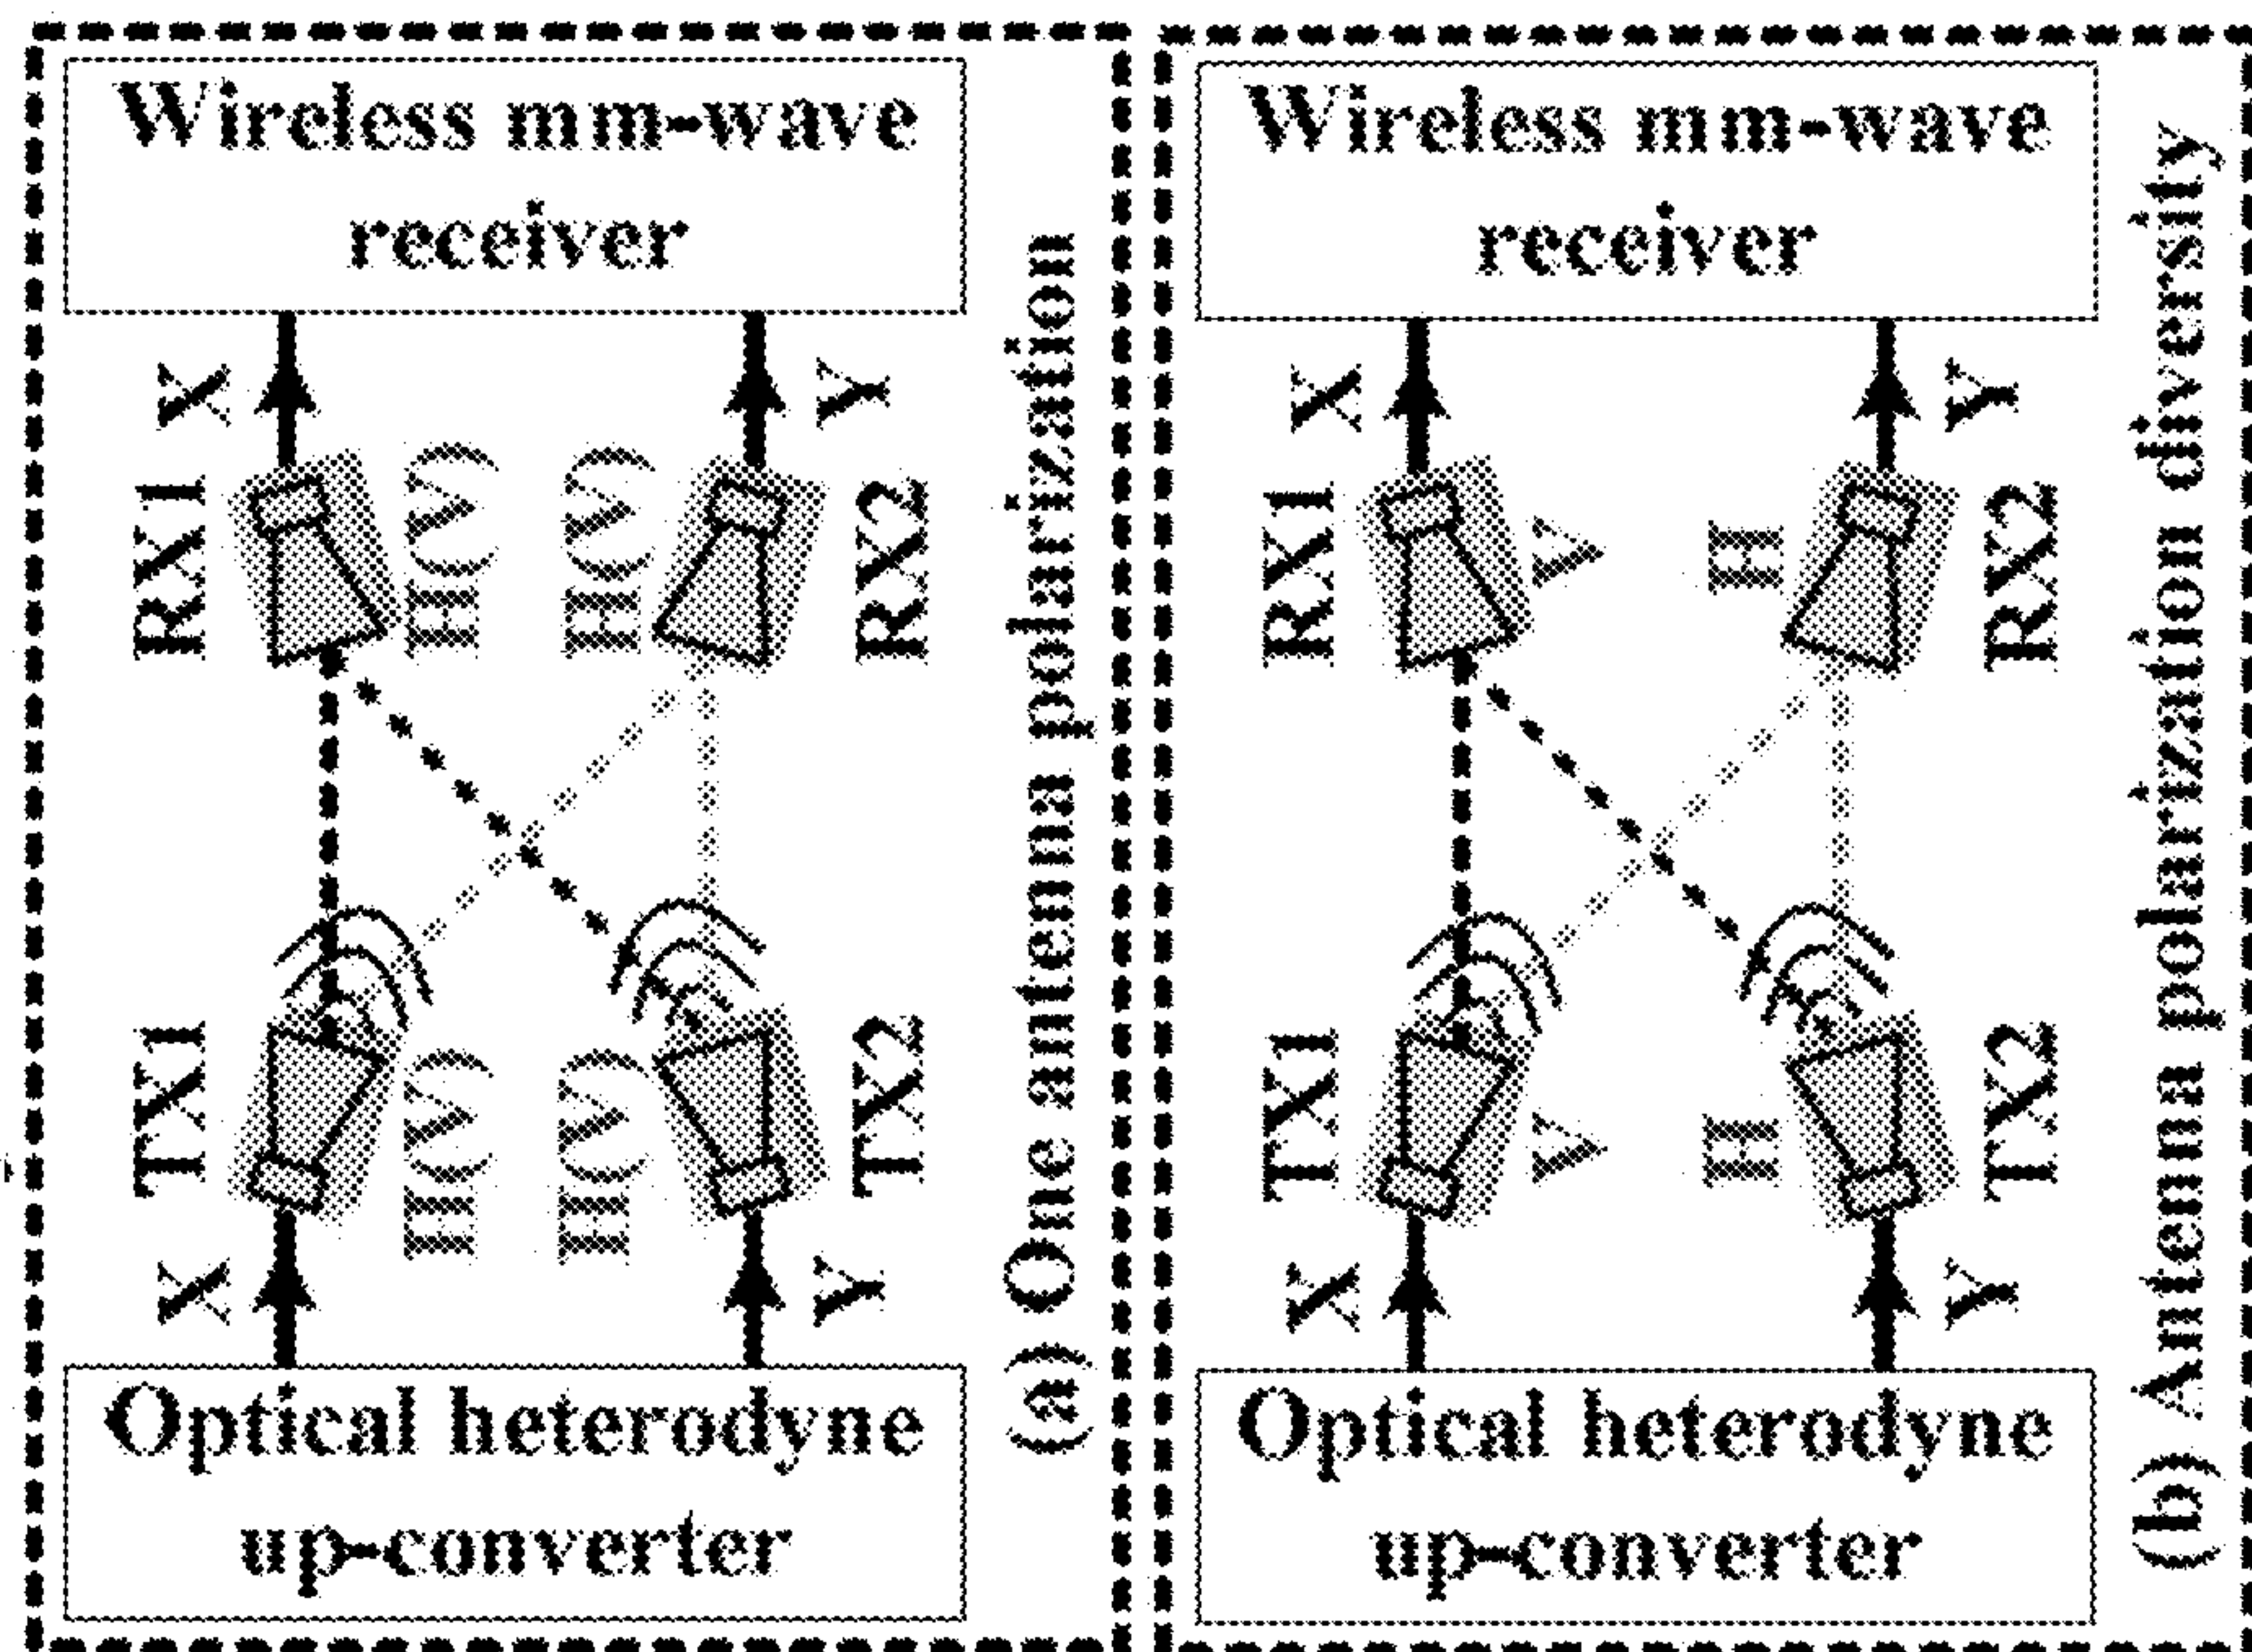 Wireless mm-wave
receiver
X
Y
RX1
H(V)
H(V)
RX2
TX1
H(V)
H(V)
TX2
X
Y
Optical heterodyne
up-converter
(a) One antenna polarization
Wireless mm-wave
receiver
X
Y
RX1
V
H
RX2
TX1
V
H
TX2
X
Y
Optical heterodyne
up-converter
(b) Antenna polarization diversity